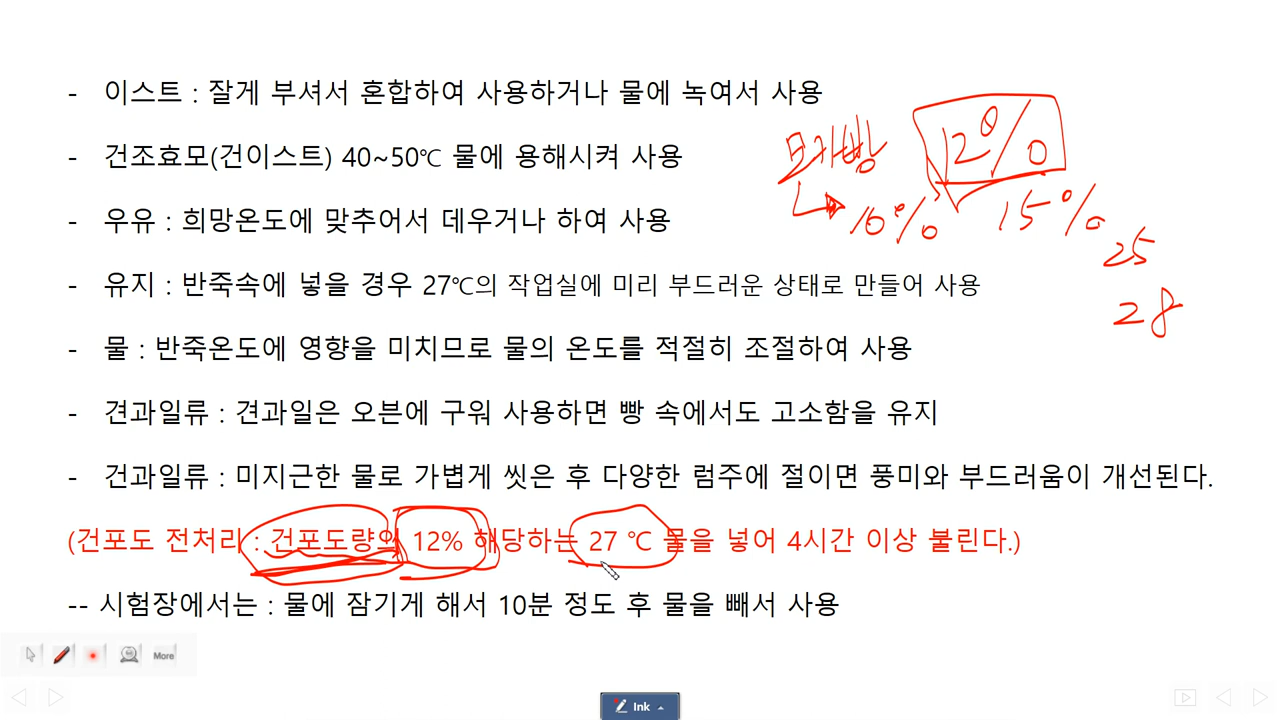 - 이스트 : 잘게 부셔서 혼합하여 사용하거나 물에 녹여서 사용
- 건조효모(건이스트) 40~50℃ 물에 용해시켜 사용
12%
- 우유 : 희망온도에 맞추어서 데우거나 하여 사용
10% 15%
25
- 유지 : 반죽속에 넣을 경우 27℃의 작업실에 미리 부드러운 상태로 만들어 사용
28
- 물 : 반죽온도에 영향을 미치므로 물의 온도를 적절히 조절하여 사용
- 견과일류 : 견과일은 오븐에 구워 사용하면 빵 속에서도 고소함을 유지
- 건과일류 : 미지근한 물로 가볍게 씻은 후 다양한 럼주에 절이면 풍미와 부드러움이 개선된다.
(건포도 전처리 : 건포도량의 12% 해당하는 27 ℃ 물을 넣어 4시간 이상 불린다.)
-- 시험장에서는 : 물에 잠기게 해서 10분 정도 후 물을 빼서 사용
More
Ink